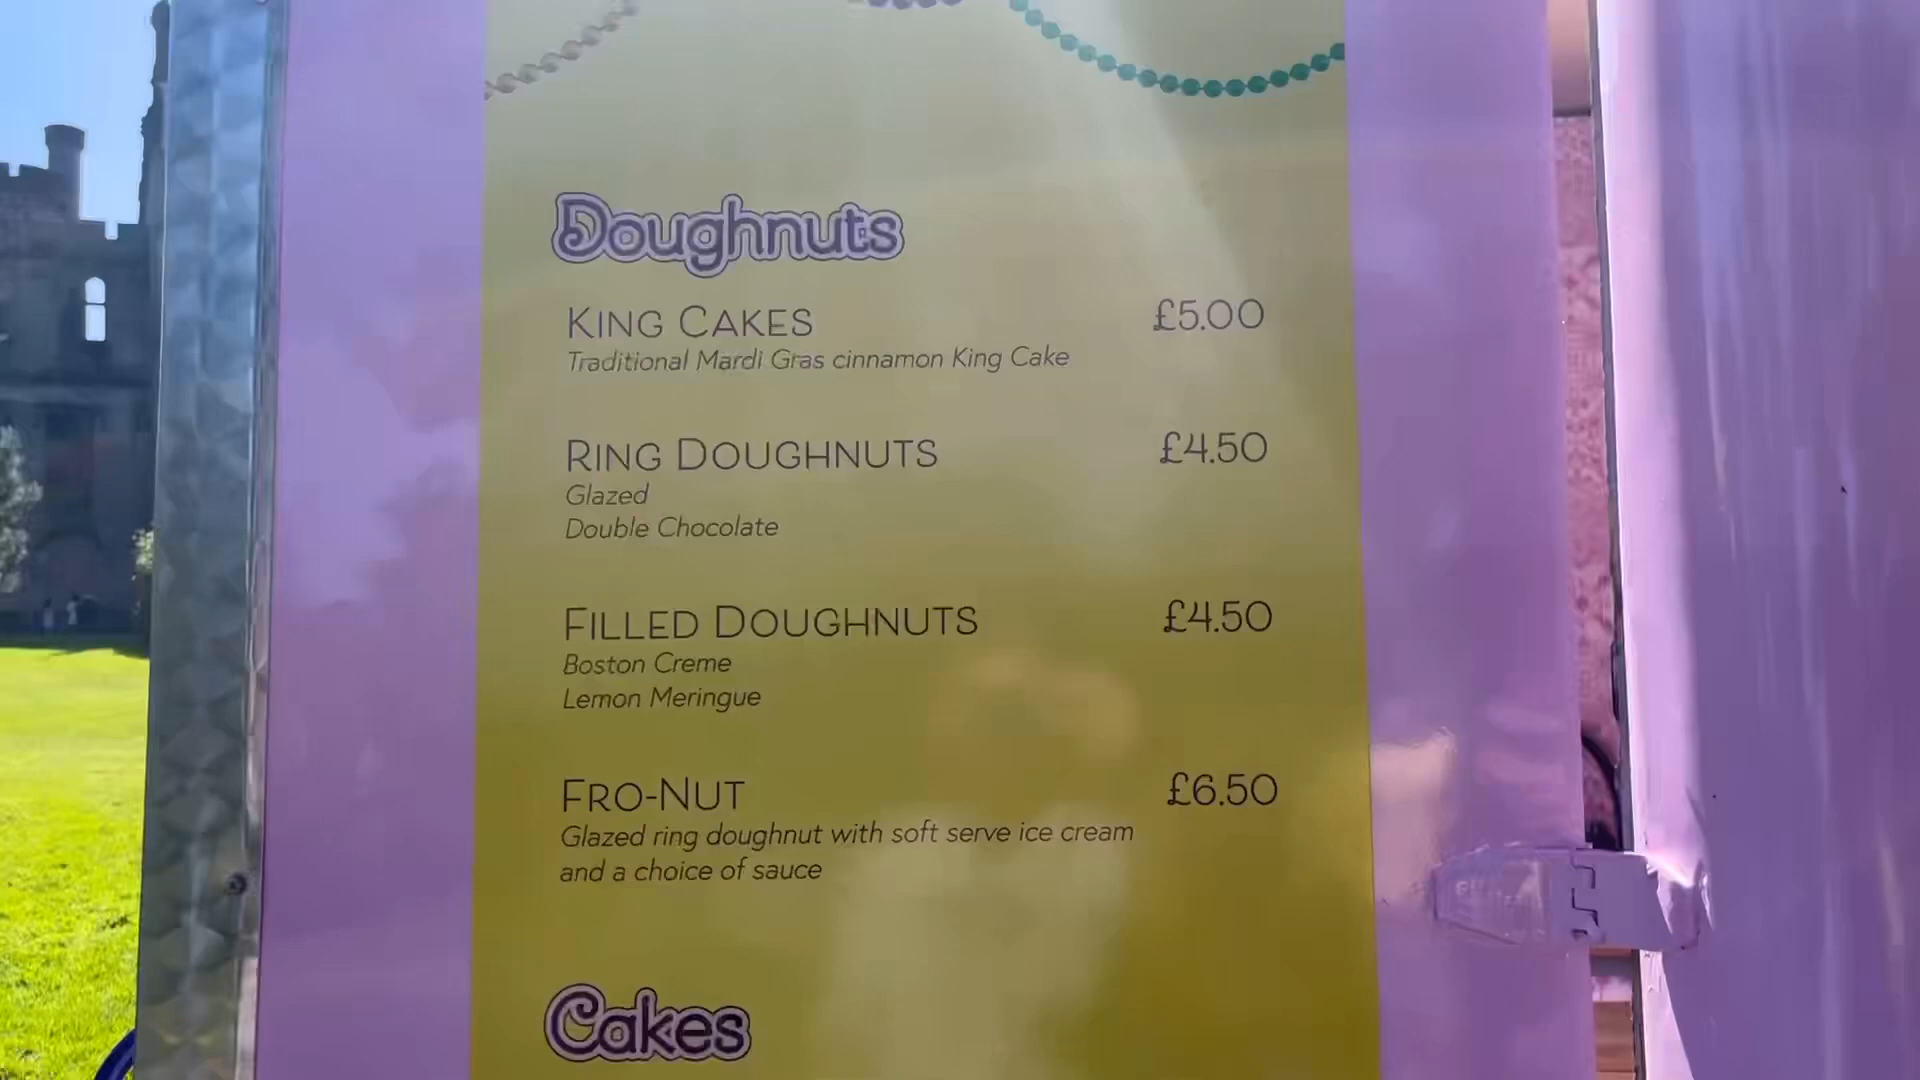 Doughnuts
KING CAKES £5.00
Traditional Mardi Gras cinnamon King Cake
RING DOUGHNUTS £4.50
Glazed
Double Chocolate
FILLED DOUGHNUTS £4.50
Boston Creme
Lemon Meringue
FRO-NUT £6.50
Glazed ring doughnut with soft serve ice cream
and a choice of sauce
Cakes